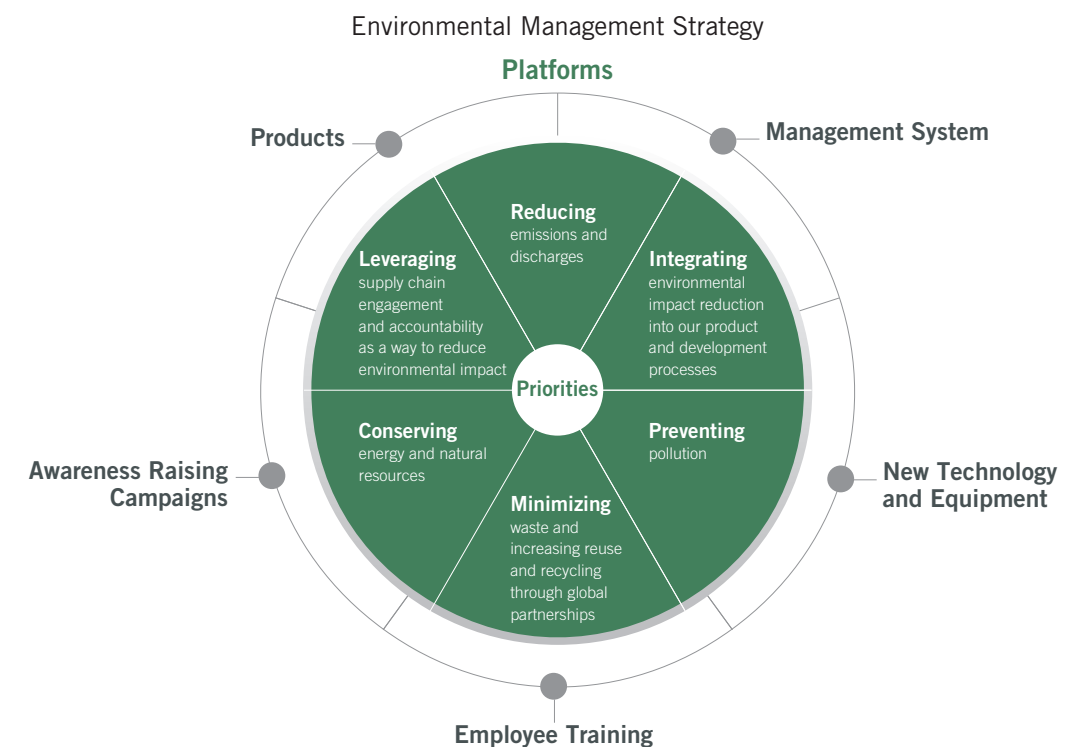 Environmental Management Strategy
Platforms
Products
Management System
Reducing
emissions and
discharges
Leveraging
supply chain
engagement
and accountability
as a way to reduce
environmental impact
Integrating
environmental
impact reduction
into our product
and development
processes
Priorities
Conserving
energy and natural
resources
Preventing
pollution
Minimizing
waste and
increasing reuse
and recycling
through global
partnerships
Awareness Raising
Campaigns
New Technology
and Equipment
Employee Training